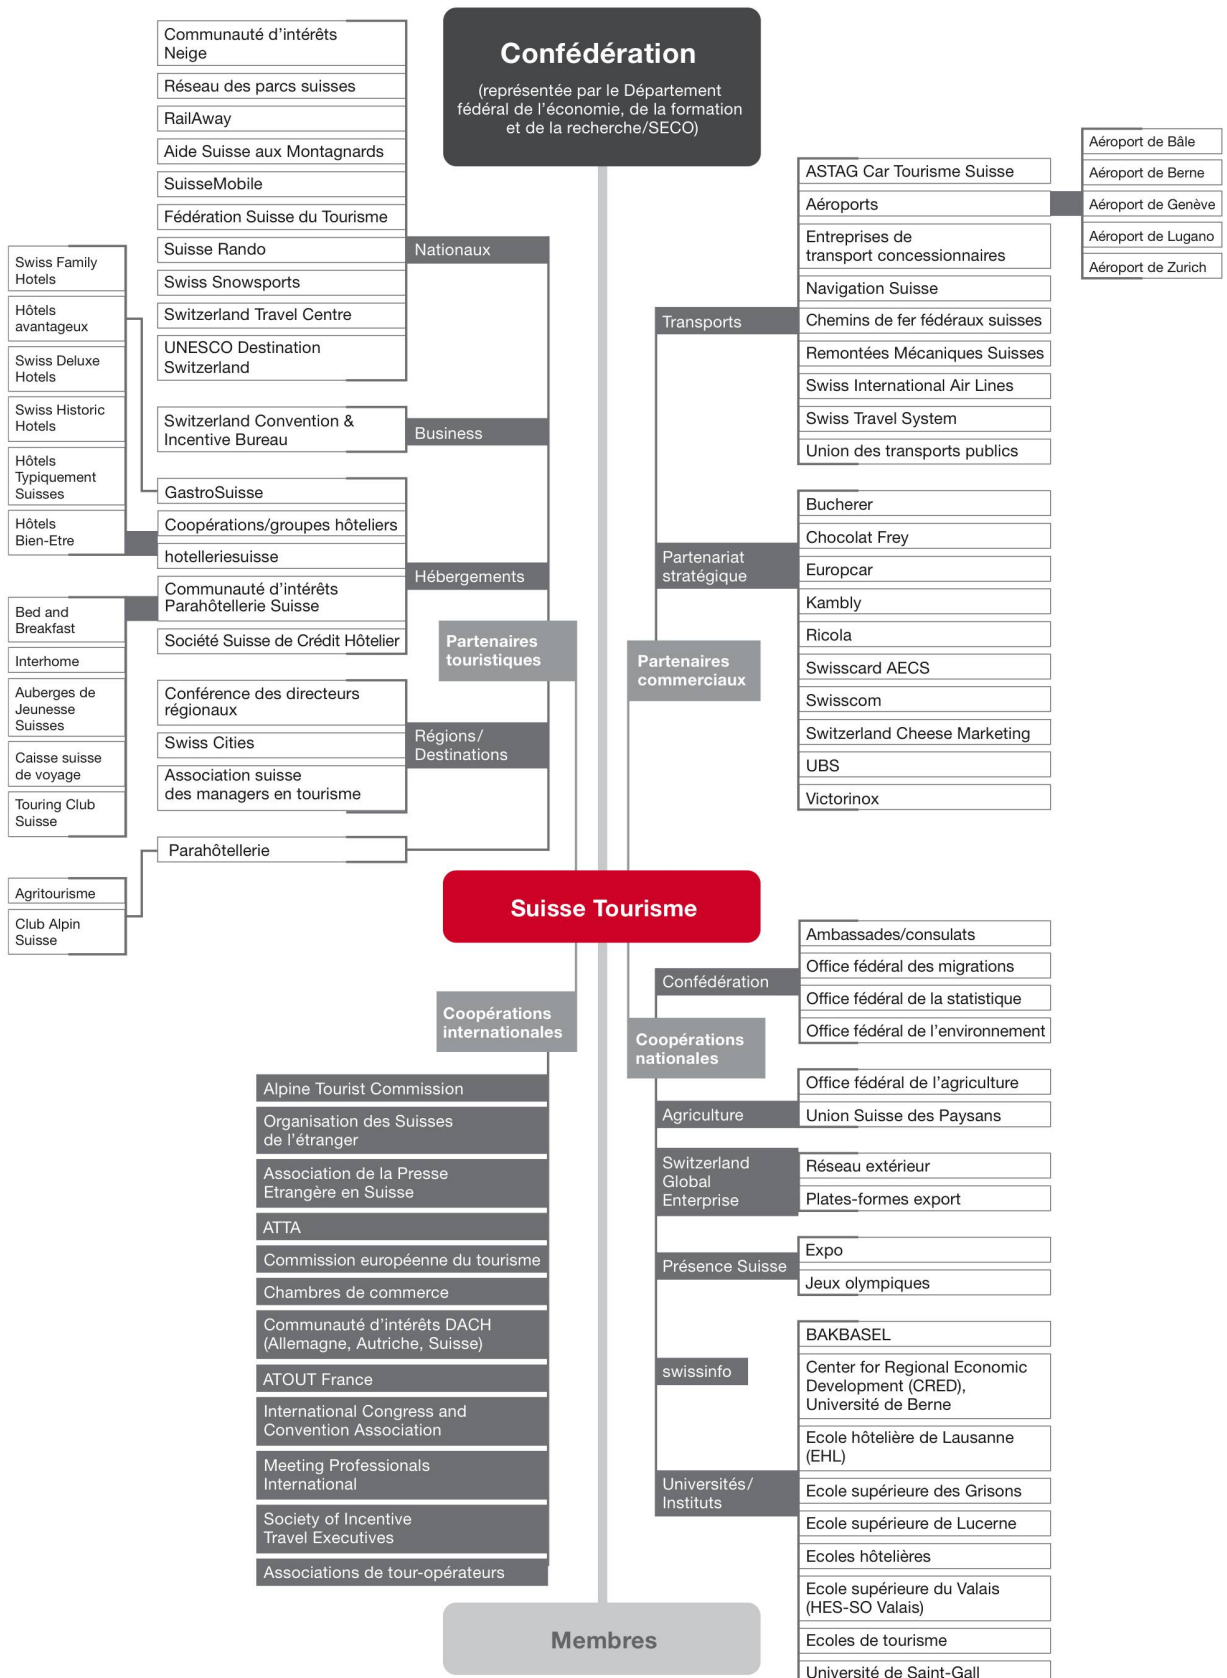 Confédération
(représentée par le Département
fédéral de l'économie, de la formation
et de la recherche/SECO)
Communauté d'intérêts
Neige
Réseau des parcs suisses
RailAway
Aide Suisse aux Montagnards
SuisseMobile
Fédération Suisse du Tourisme
Suisse Rando
Swiss Snowsports
Switzerland Travel Centre
UNESCO Destination
Switzerland
Nationaux
Switzerland Convention &
Incentive Bureau
Business
Swiss Family
Hotels
Hôtels
avantageux
Swiss Deluxe
Hotels
Swiss Historic
Hotels
Hôtels
Typiquement
Suisses
Hôtels
Bien-Etre
GastroSuisse
Coopérations/groupes hôteliers
hotelleriesuisse
Communauté d'intérêts
Parahôtellerie Suisse
Société Suisse de Crédit Hôtelier
Hébergements
Bed and
Breakfast
Interhome
Auberges de
Jeunesse
Suisses
Caisse suisse
de voyage
Touring Club
Suisse
Partenaires
touristiques
Conférence des directeurs
régionaux
Swiss Cities
Association suisse
des managers en tourisme
Régions/
Destinations
Parahôtellerie
Agritourisme
Club Alpin
Suisse
ASTAG Car Tourisme Suisse
Aéroports
Entreprises de
transport concessionnaires
Navigation Suisse
Chemins de fer fédéraux suisses
Remontées Mécaniques Suisses
Swiss International Air Lines
Swiss Travel System
Union des transports publics
Transports
Aéroport de Bâle
Aéroport de Berne
Aéroport de Genève
Aéroport de Lugano
Aéroport de Zurich
Partenariat
stratégique
Bucherer
Chocolat Frey
Europcar
Kambly
Ricola
Swisscard AECS
Swisscom
Switzerland Cheese Marketing
UBS
Victorinox
Partenaires
commerciaux
Suisse Tourisme
Coopérations
internationales
Alpine Tourist Commission
Organisation des Suisses
de l'étranger
Association de la Presse
Etrangère en Suisse
ATTA
Commission européenne du tourisme
Chambres de commerce
Communauté d'intérêts DACH
(Allemagne, Autriche, Suisse)
ATOUT France
International Congress and
Convention Association
Meeting Professionals
International
Society of Incentive
Travel Executives
Associations de tour-opérateurs
Coopérations
nationales
Confédération
Ambassades/consulats
Office fédéral des migrations
Office fédéral de la statistique
Office fédéral de l'environnement
Agriculture
Office fédéral de l'agriculture
Union Suisse des Paysans
Switzerland
Global
Enterprise
Réseau extérieur
Plates-formes export
Présence Suisse
Expo
Jeux olympiques
swissinfo
Universités/
Instituts
BAKBASEL
Center for Regional Economic
Development (CRED),
Université de Berne
Ecole hôtelière de Lausanne
(EHL)
Ecole supérieure des Grisons
Ecole supérieure de Lucerne
Ecoles hôtelières
Ecole supérieure du Valais
(HES-SO Valais)
Ecoles de tourisme
Université de Saint-Gall
Membres